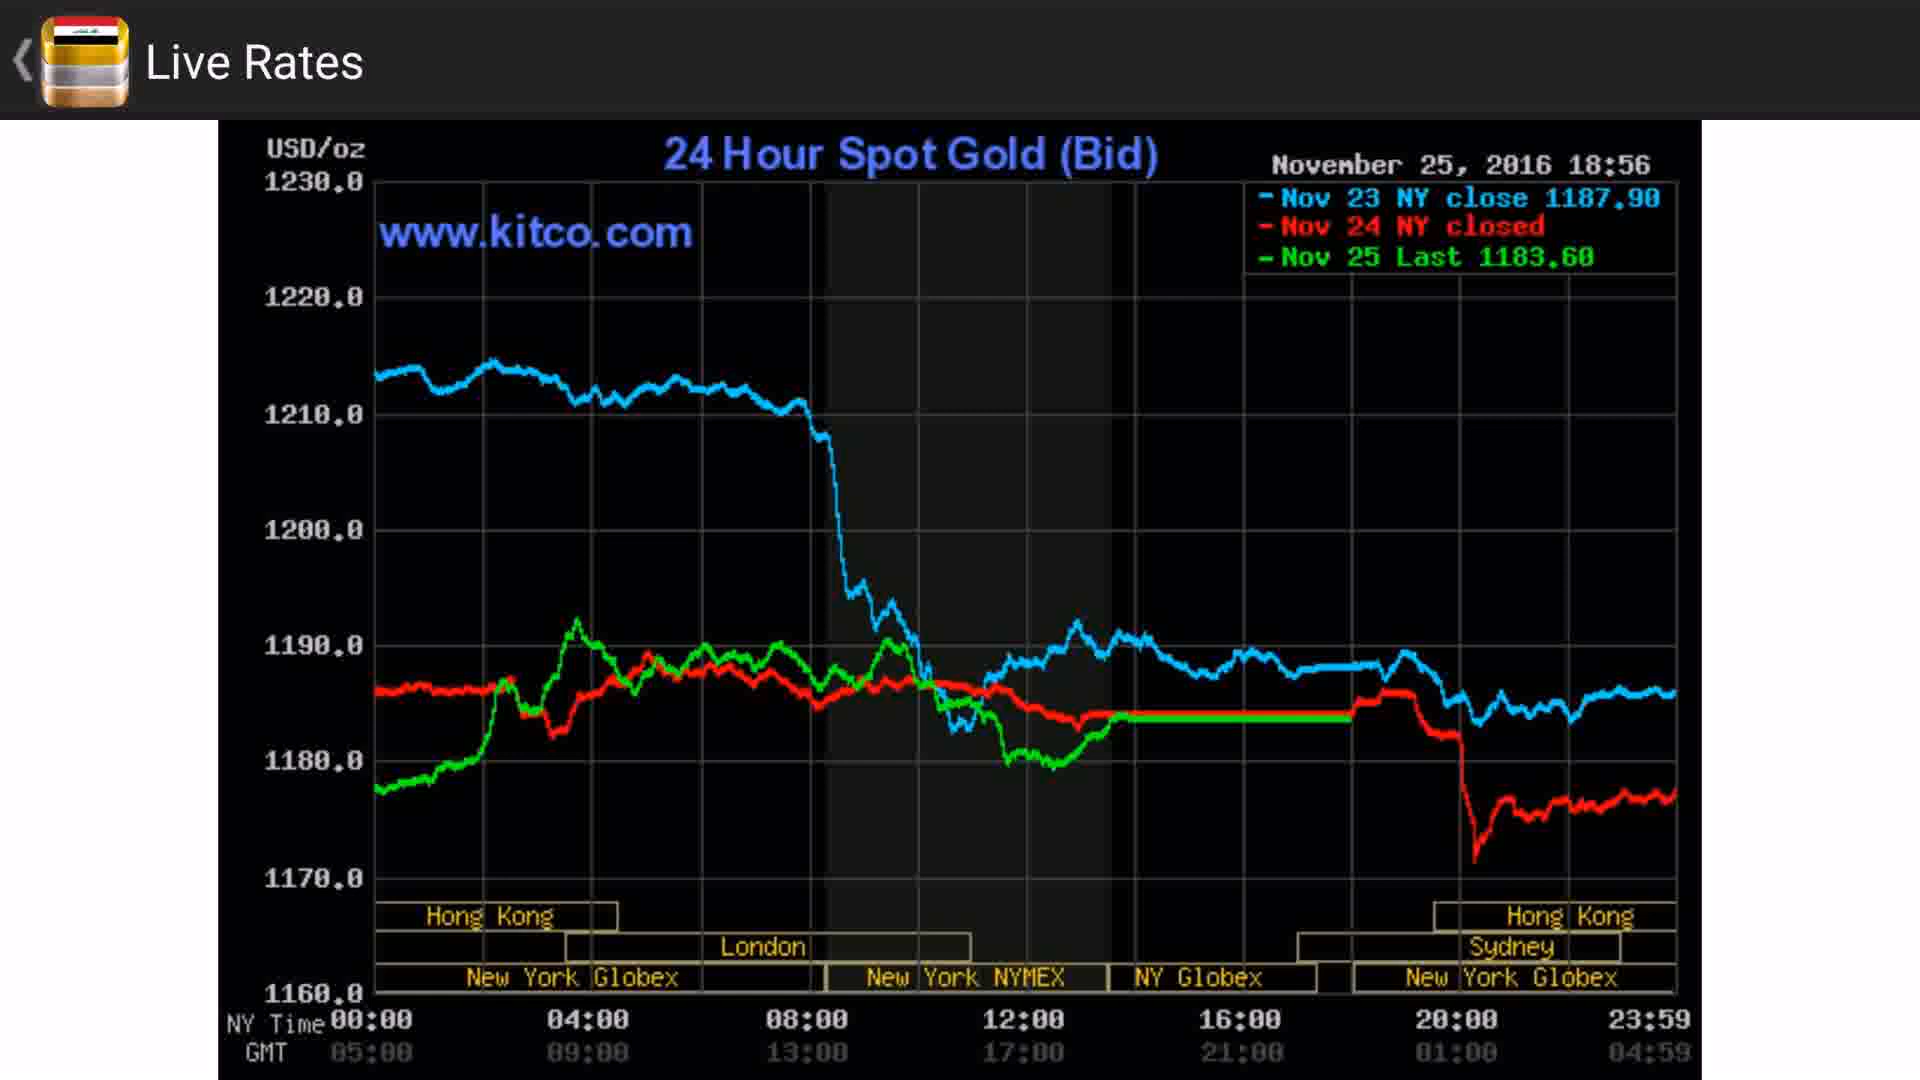 Live Rates
USD/oz
24 Hour Spot Gold (Bid)
November 25, 2016 18:56
1230.0
Nov 23 NY close 1187.90
www.kitco.com
Nov 24 NY closed
Nov 25 Last 1183.60
1220.0
1210.0
1200.0
1190.0
1180.0
1170.0
Hong Kong
Hong Kong
London
Sydney
New York Globex
New York NYMEX
NY Globex
New York Globex
1160.0
NY Time 00:00 04:00 08:00 12:00 16:00 20:00 23:59
GMT 05:00 09:00 13:00 17:00 21:00 01:00 04:59